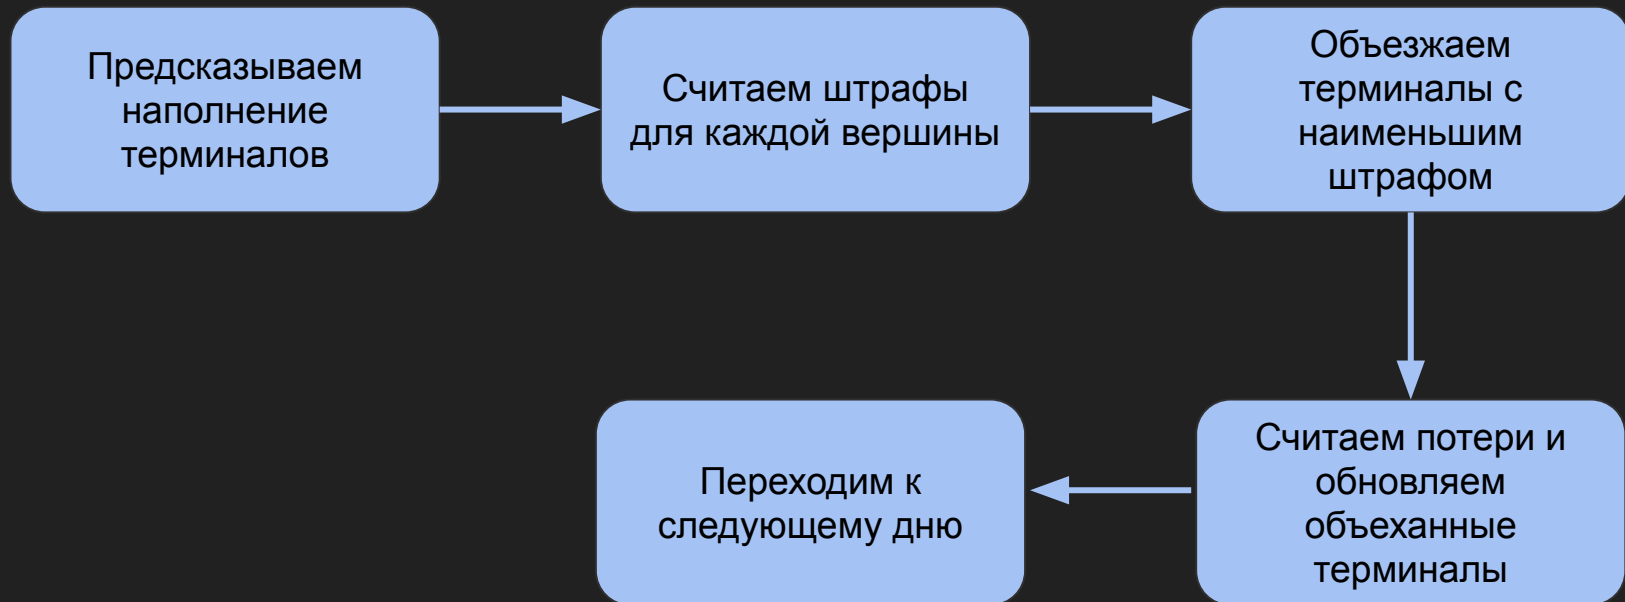 Предсказываем
наполнение
терминалов
Считаем штрафы
для каждой вершины
Объезжаем
терминалы с
наименьшим
штрафом
Считаем потери и
обновляем
объеханные
терминалы
Переходим к
следующему дню